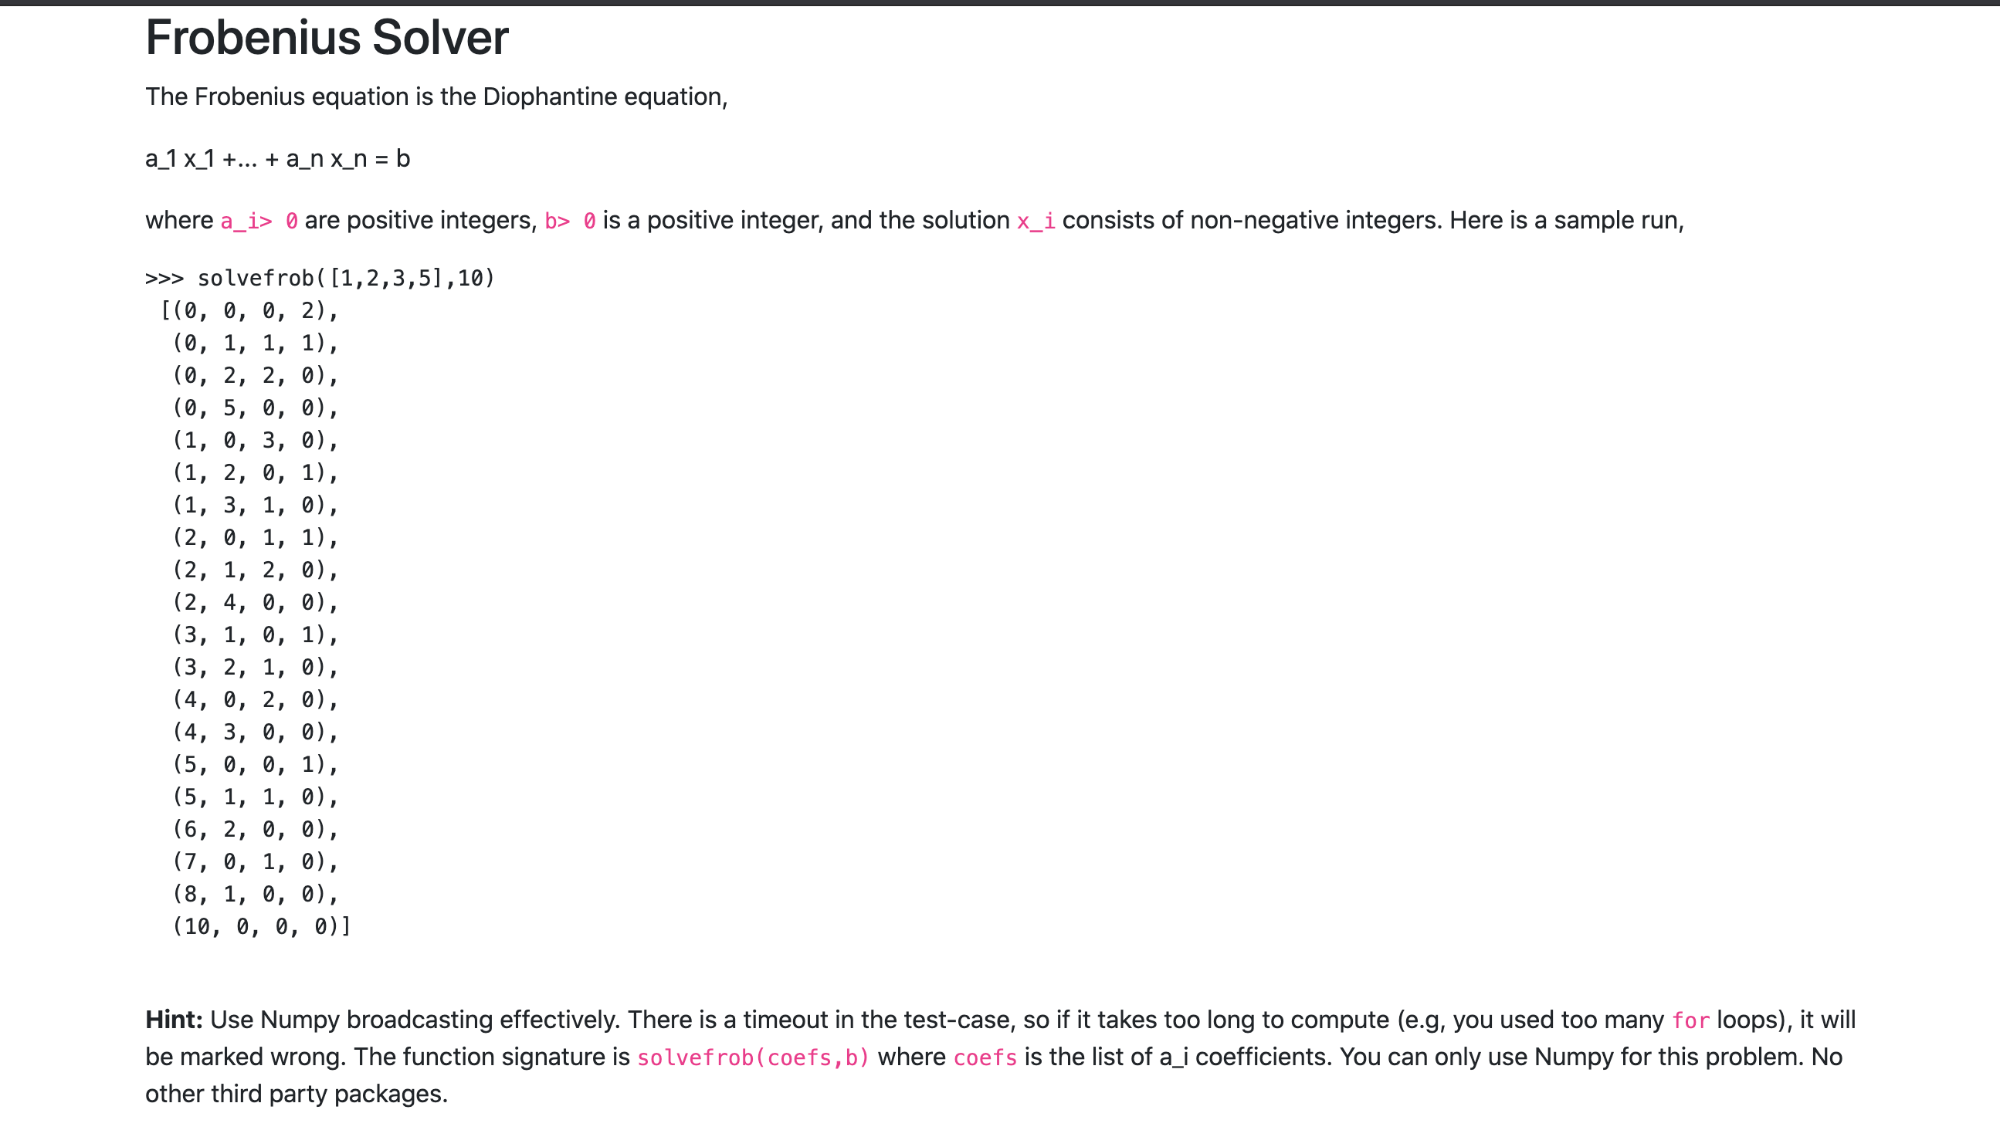 Frobenius Solver
The Frobenius equation is the Diophantine equation,
a_1 x_1 +... + a_n x_n = b
where a_i> 0 are positive integers, b> 0 is a positive integer, and the solution x_i consists of non-negative integers. Here is a sample run,
>>> solvefrob([1,2,3,5],10)
[(0, 0, 0, 2),
(0, 1, 1, 1),
(0, 2, 2, 0),
(0, 5, 0, 0),
(1, 0, 3, 0),
(1, 2, 0, 1),
(1, 3, 1, 0),
(2, 0, 1, 1),
(2, 1, 2, 0),
(2, 4, 0, 0),
(3, 1, 0, 1),
(3, 2, 1, 0),
(4, 0, 2, 0),
(4, 3, 0, 0),
(5, 0, 0, 1),
(5, 1, 1, 0),
(6, 2, 0, 0),
(7, 0, 1, 0),
(8, 1, 0, 0),
(10, 0, 0, 0)]
Hint: Use Numpy broadcasting effectively. There is a timeout in the test-case, so if it takes too long to compute (e.g, you used too many for loops), it will
be marked wrong. The function signature is solvefrob(coefs,b) where coefs is the list of a_i coefficients. You can only use Numpy for this problem. No
other third party packages.